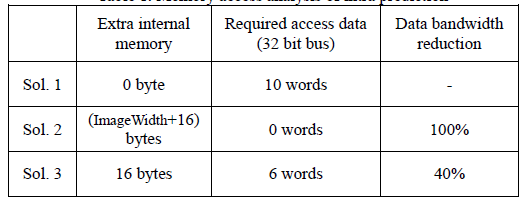 Table 1. Memory access analysis of intra prediction
Extra internal memory
Required access data (32 bit bus)
Data bandwidth reduction
Sol. 1
0 byte
10 words
-
Sol. 2
(ImageWidth+16) bytes
0 words
100%
Sol. 3
16 bytes
6 words
40%